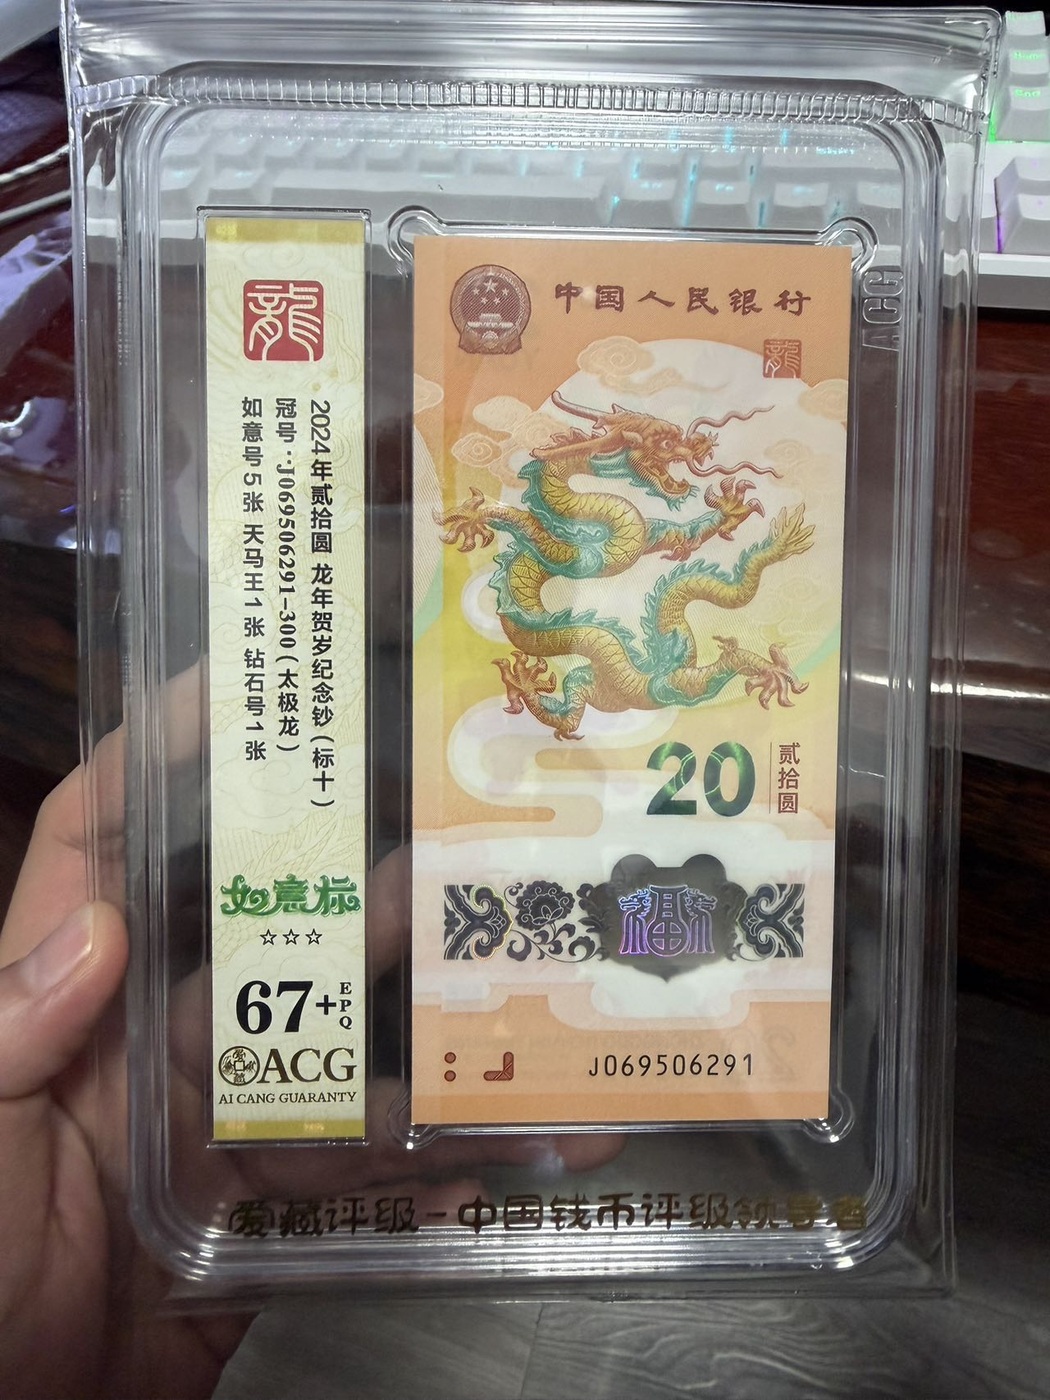 龍
2024年贰拾圆 龙年贺岁纪念钞(标十)
冠号:J069506291-300(太极龙)
如意号5张 天马王1张 钻石号1张
如意标
☆☆☆
67+EPQ
ACG
AI CANG GUARANTY
中国人民银行
龍
20
贰拾圆
福
J069506291
ACG
爱藏评级-中国钱币评级领导者